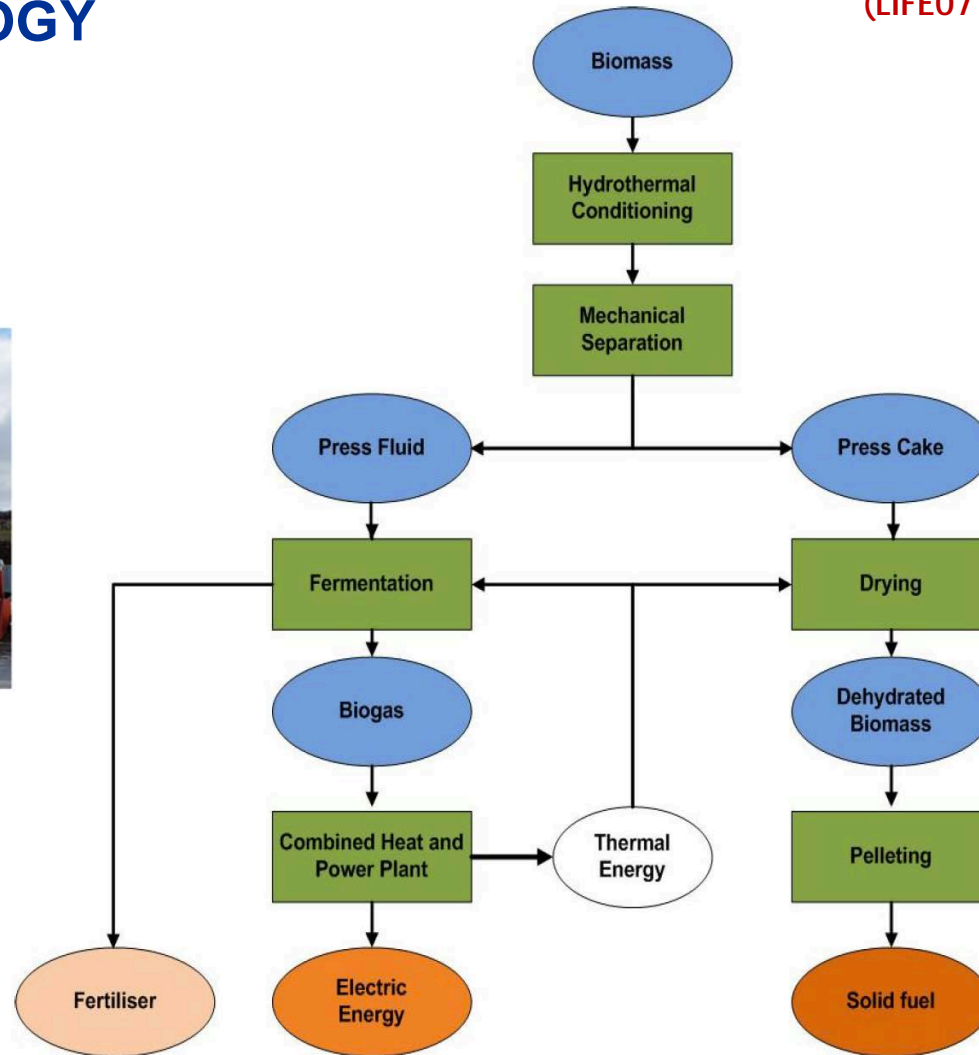 OGY
(LIFE07
Biomass
Hydrothermal
Conditioning
Mechanical
Separation
Press Fluid
Press Cake
Fermentation
Drying
Biogas
Dehydrated
Biomass
Combined Heat and
Power Plant
Thermal
Energy
Pelleting
Fertiliser
Electric
Energy
Solid fuel